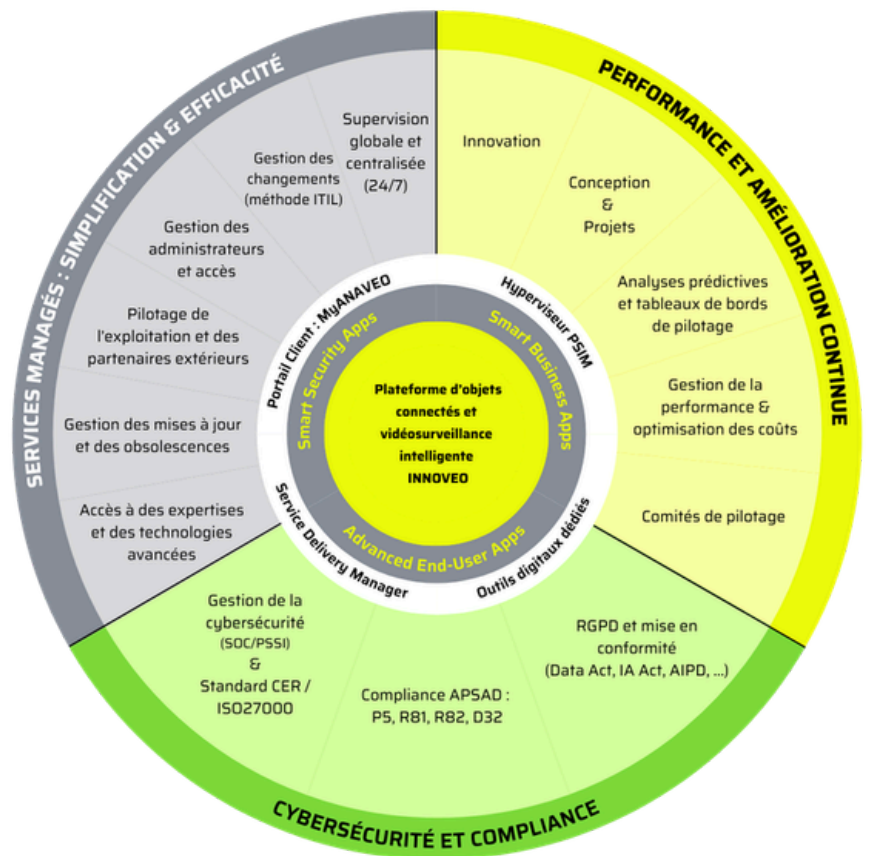 SERVICES MANAGÉS : SIMPLIFICATION & EFFICACITÉ
Supervision
globale et
centralisée
(24/7)
Gestion des
changements
(méthode ITIL)
Gestion des
administrateurs
et accès
Pilotage de
l'exploitation et des
partenaires extérieurs
Gestion des mises à jour
et des obsolescences
Accès à des expertises
et des technologies
avancées
PERFORMANCE ET AMÉLIORATION CONTINUE
Innovation
Conception
&
Projets
Analyses prédictives
et tableaux de bords
de pilotage
Gestion de la
performance &
optimisation des coûts
Comités de pilotage
CYBERSÉCURITÉ ET COMPLIANCE
Gestion de la
cybersécurité
(SOC/PSSI)
&
Standard CER /
ISO27000
Compliance APSAD :
P5, R81, R82, D32
RGPD et mise en
conformité
(Data Act, IA Act, AIPD, ...)
Portail Client : MyANAVEO
Hyperviseur PSIM
Service Delivery Manager
Outils digitaux dédiés
Smart Security Apps
Smart Business Apps
Advanced End-User Apps
Plateforme d'objets
connectés et
vidéosurveillance
intelligente
INNOVEO